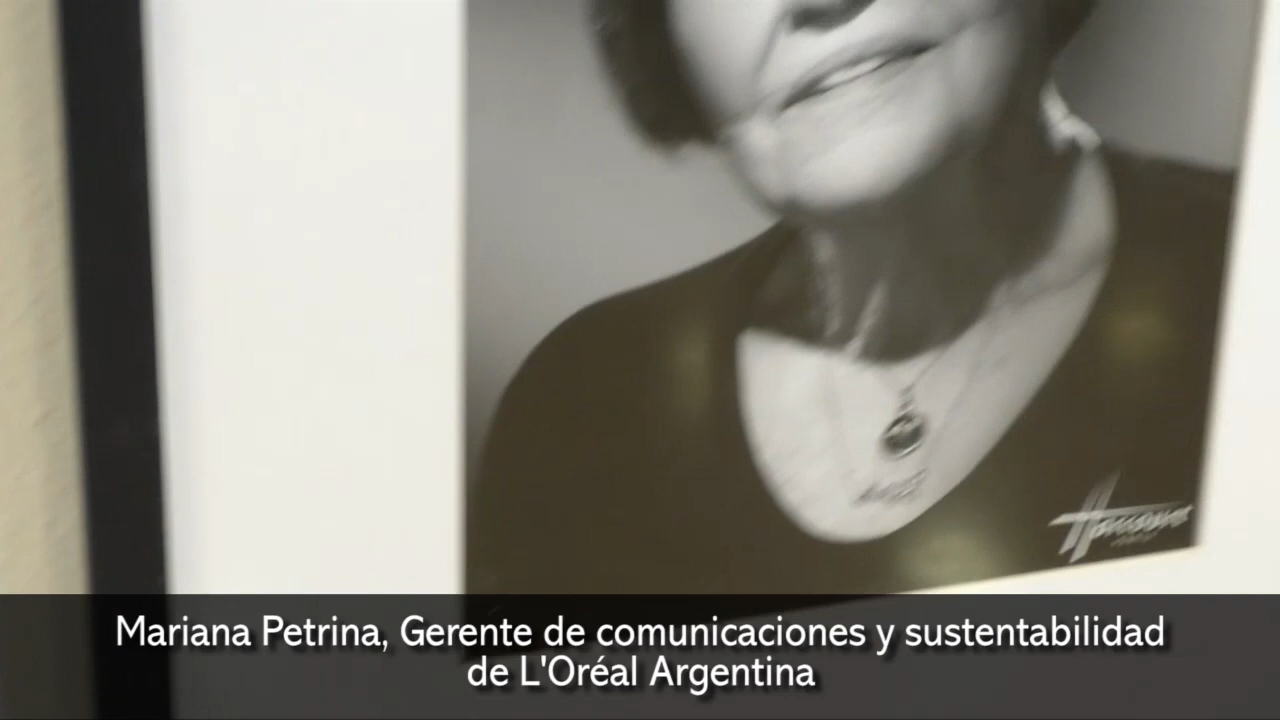 Mariana Petrina, Gerente de comunicaciones y sustentabilidad
de L'Oréal Argentina